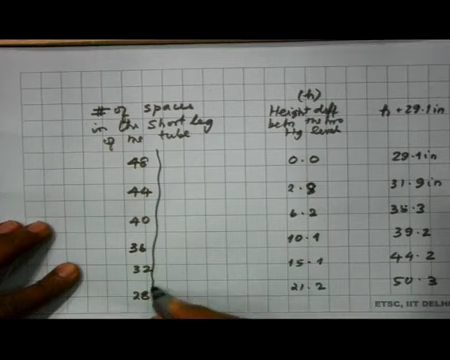 # of spaces
in the short leg
of the tube
48
44
40
36
32
28
(h)
Height diff
betn the two
Hg levels
0.0
2.8
6.2
10.1
15.1
21.2
h + 29.1 in
29.1 in
31.9 in
35.3
39.2
44.2
50.3
ETSC, IIT DELH